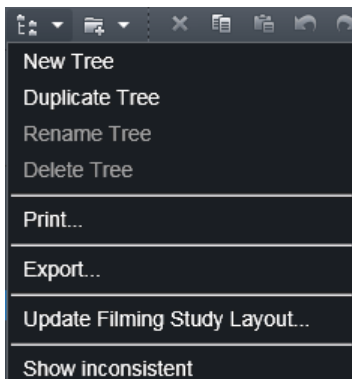 New Tree
Duplicate Tree
Rename Tree
Delete Tree
Print...
Export...
Update Filming Study Layout...
Show inconsistent